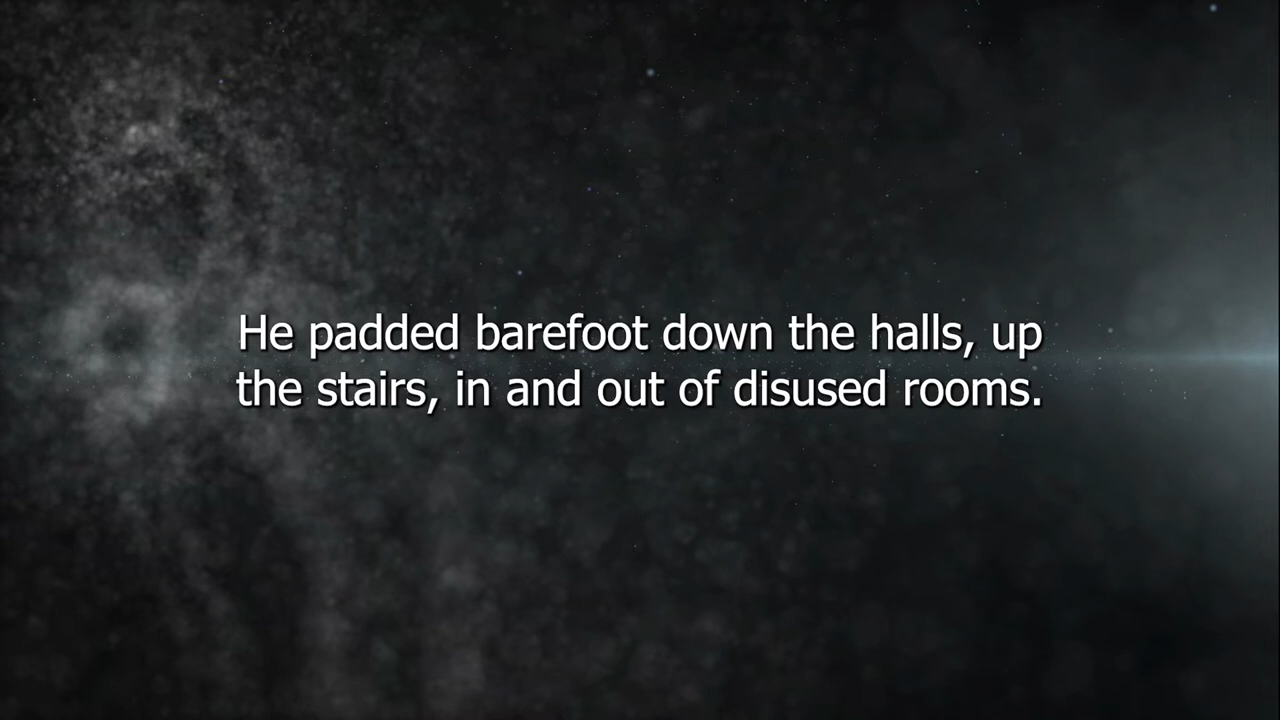 He padded barefoot down the halls, up
the stairs, in and out of disused rooms.